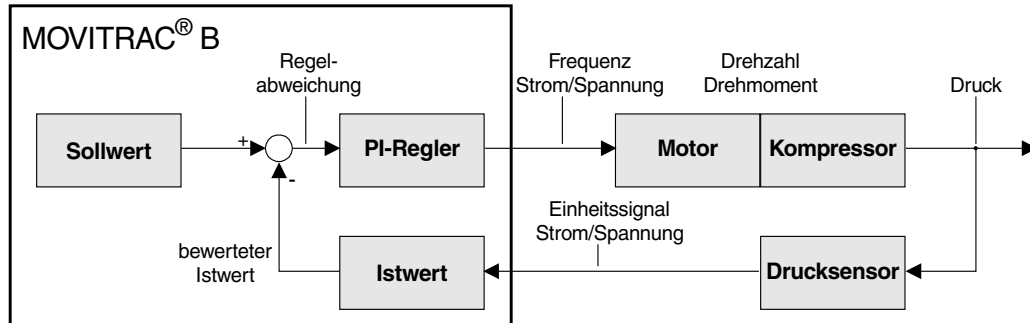 MOVITRAC® B
Regel-
abweichung
Frequenz
Strom/Spannung
Drehzahl
Drehmoment
Druck
Sollwert
+
-
PI-Regler
Motor
Kompressor
bewerteter
Istwert
Istwert
Einheitssignal
Strom/Spannung
Drucksensor